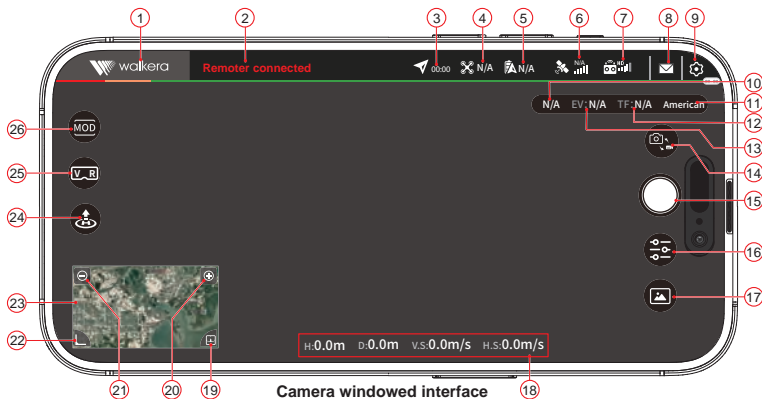 1 2 3 4 5 6 7 8 9
walkera Remoter connected 00:00 N/A N/A N/A HD
10
N/A EV:N/A TF:N/A American 11
12
26 MOD
13
14
25 V R
15
24
16
23
17
22
H:0.0m D:0.0m V.S:0.0m/s H.S:0.0m/s
21 20 19 18
Camera windowed interface